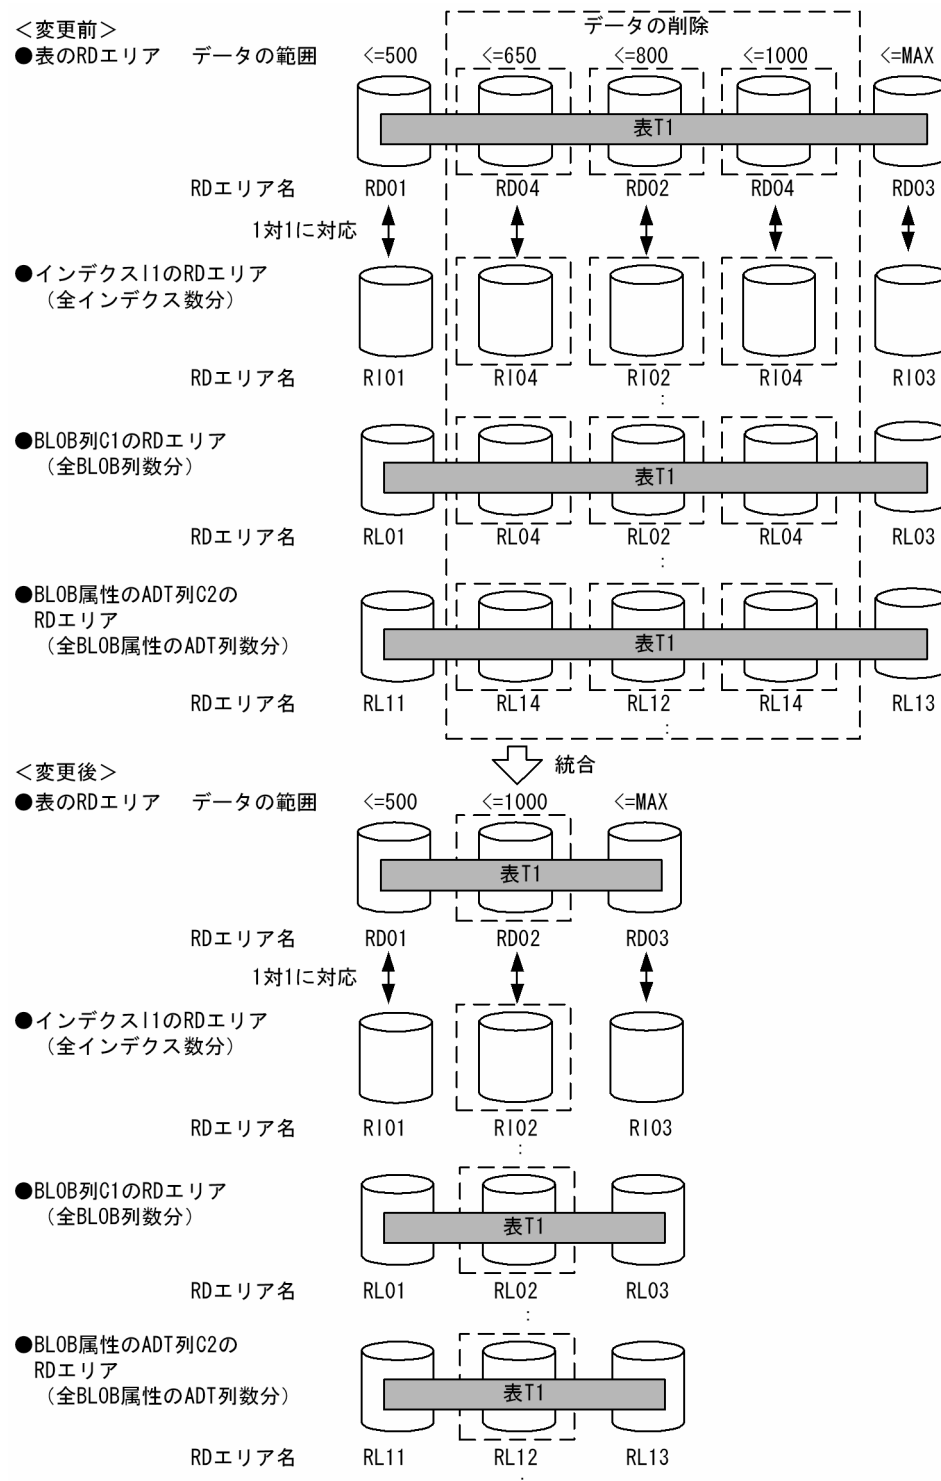 ＜変更前＞
データの削除
●表のRDエリア データの範囲 <=500 <=650 <=800 <=1000 <=MAX
表T1
RDエリア名 RD01 RD04 RD02 RD04 RD03
1対1に対応
●インデクスI1のRDエリア
（全インデクス数分）
RDエリア名 RI01 RI04 RI02 RI04 RI03
:
●BLOB列C1のRDエリア
（全BLOB列数分）
表T1
RDエリア名 RL01 RL04 RL02 RL04 RL03
:
●BLOB属性のADT列C2の
RDエリア
（全BLOB属性のADT列数分）
表T1
RDエリア名 RL11 RL14 RL12 RL14 RL13
:
統合
＜変更後＞
●表のRDエリア データの範囲 <=500 <=1000 <=MAX
表T1
RDエリア名 RD01 RD02 RD03
1対1に対応
●インデクスI1のRDエリア
（全インデクス数分）
RDエリア名 RI01 RI02 RI03
:
●BLOB列C1のRDエリア
（全BLOB列数分）
表T1
RDエリア名 RL01 RL02 RL03
:
●BLOB属性のADT列C2の
RDエリア
（全BLOB属性のADT列数分）
表T1
RDエリア名 RL11 RL12 RL13
: